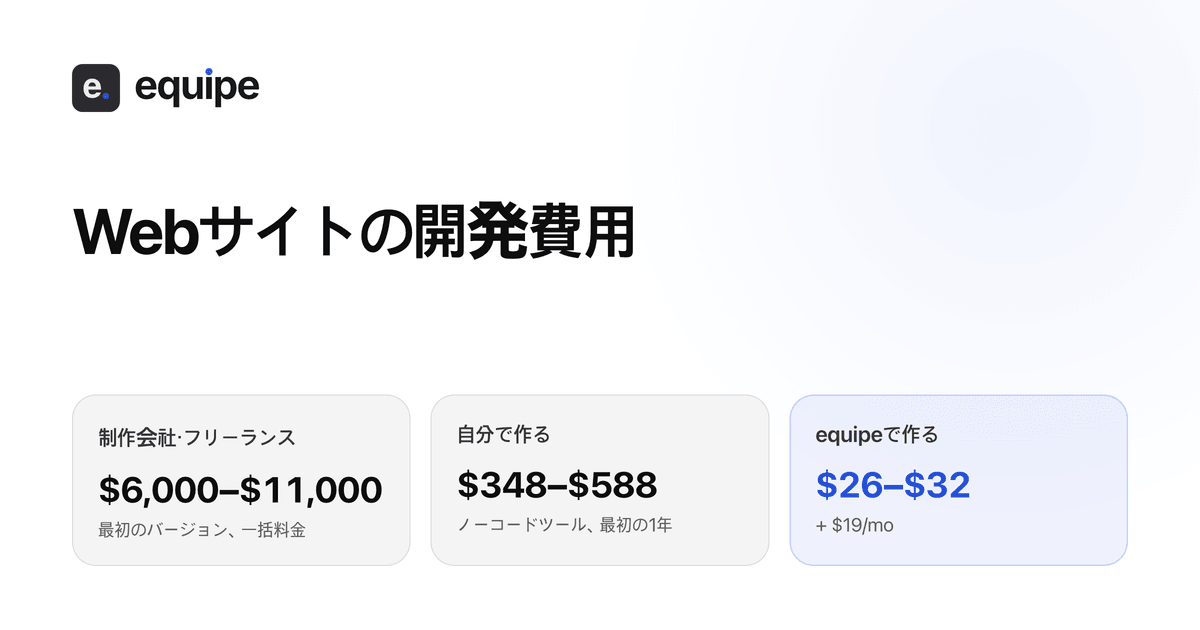 e. equipe
Webサイトの開発費用
制作会社·フリーランス
$6,000–$11,000
最初のバージョン、一括料金
自分で作る
$348–$588
ノーコードツール、最初の1年
equipeで作る
$26–$32
+ $19/mo